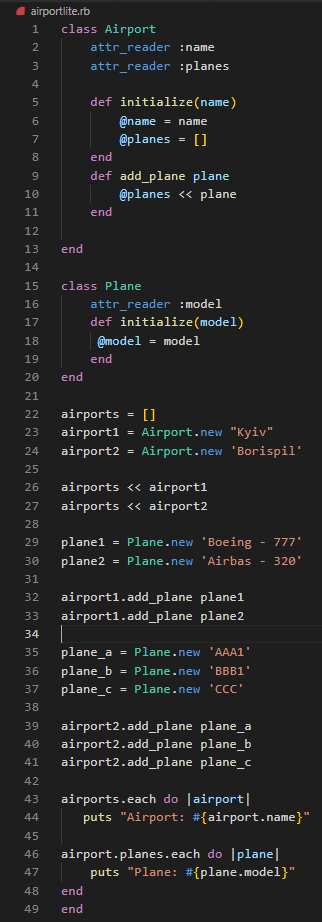 airportlite.rb
1 class Airport
2     attr_reader :name
3     attr_reader :planes
4
5     def initialize(name)
6         @name = name
7         @planes = []
8     end
9     def add_plane plane
10         @planes << plane
11     end
12
13 end
14
15 class Plane
16     attr_reader :model
17     def initialize(model)
18      @model = model
19     end
20 end
21
22 airports = []
23 airport1 = Airport.new "Kyiv"
24 airport2 = Airport.new 'Borispil'
25
26 airports << airport1
27 airports << airport2
28
29 plane1 = Plane.new 'Boeing - 777'
30 plane2 = Plane.new 'Airbas - 320'
31
32 airport1.add_plane plane1
33 airport1.add_plane plane2
34
35 plane_a = Plane.new 'AAA1'
36 plane_b = Plane.new 'BBB1'
37 plane_c = Plane.new 'CCC'
38
39 airport2.add_plane plane_a
40 airport2.add_plane plane_b
41 airport2.add_plane plane_c
42
43 airports.each do |airport|
44    puts "Airport: #{airport.name}"
45
46 airport.planes.each do |plane|
47     puts "Plane: #{plane.model}"
48 end
49 end